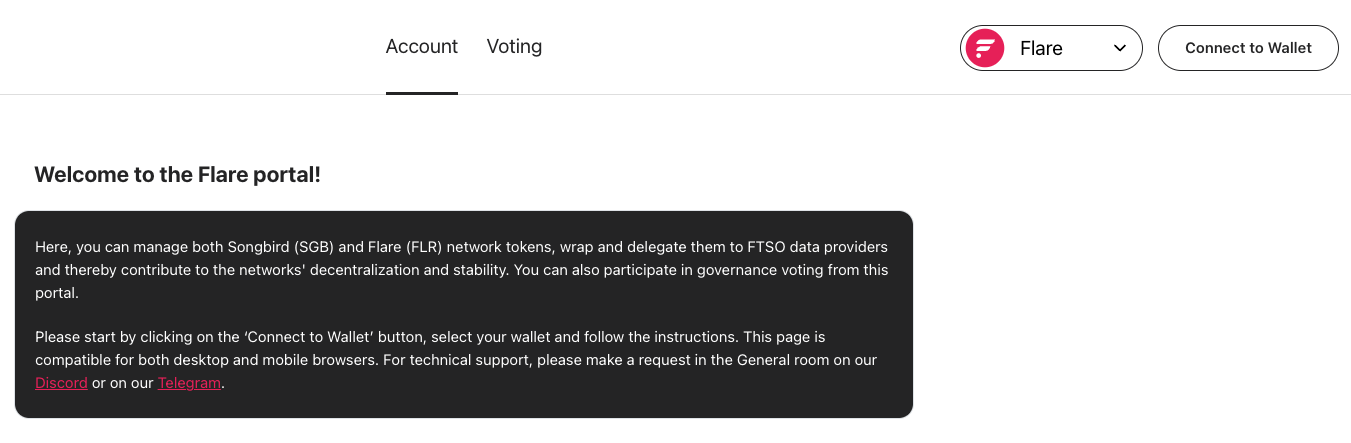 Account Voting Flare Connect to Wallet
Welcome to the Flare portal!
Here, you can manage both Songbird (SGB) and Flare (FLR) network tokens, wrap and delegate them to FTSO data providers
and thereby contribute to the networks' decentralization and stability. You can also participate in governance voting from this
portal.
Please start by clicking on the ‘Connect to Wallet’ button, select your wallet and follow the instructions. This page is
compatible for both desktop and mobile browsers. For technical support, please make a request in the General room on our
Discord or on our Telegram.